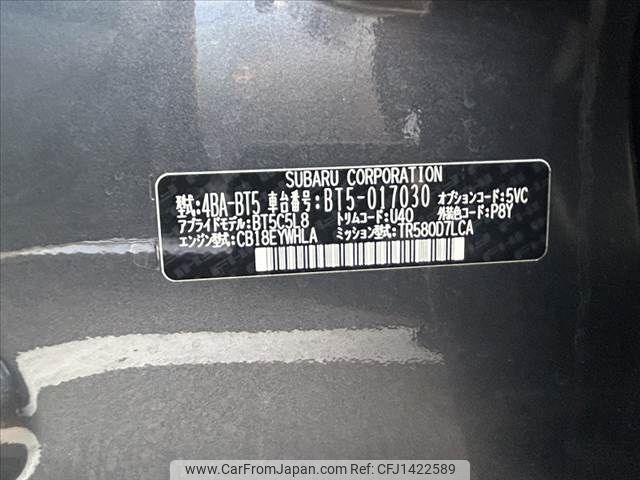 SUBARU CORPORATION
型式:4BA-BT5 車台番号:BT5-017030 オプションコード:5VC
アプライドモデル:BT5C5L8 トリムコード:U40 外装色コード:P8Y
エンジン型式:CB18EYWHLA ミッション型式:TR580D7LCA
www.CarFromJapan.com | © CarFromJapan | ID: CFJ1422589